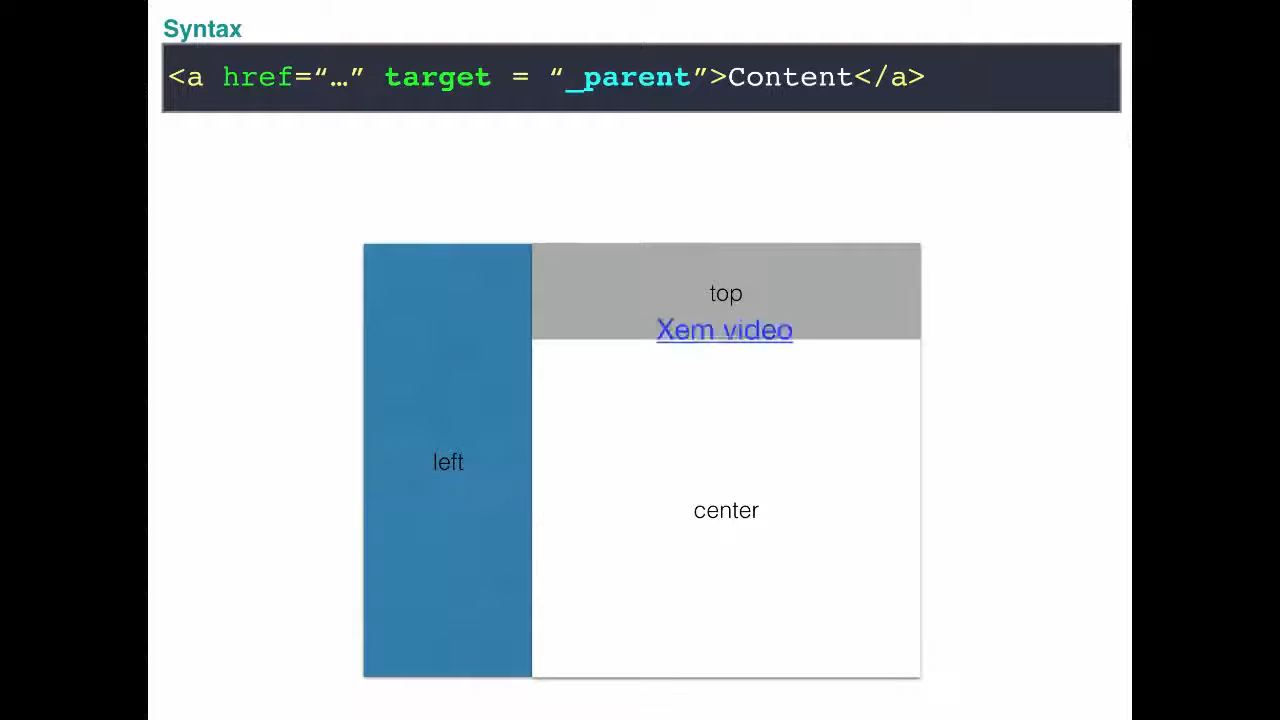 Syntax
<a href=“…” target = “_parent”>Content</a>
top
Xem video
left
center